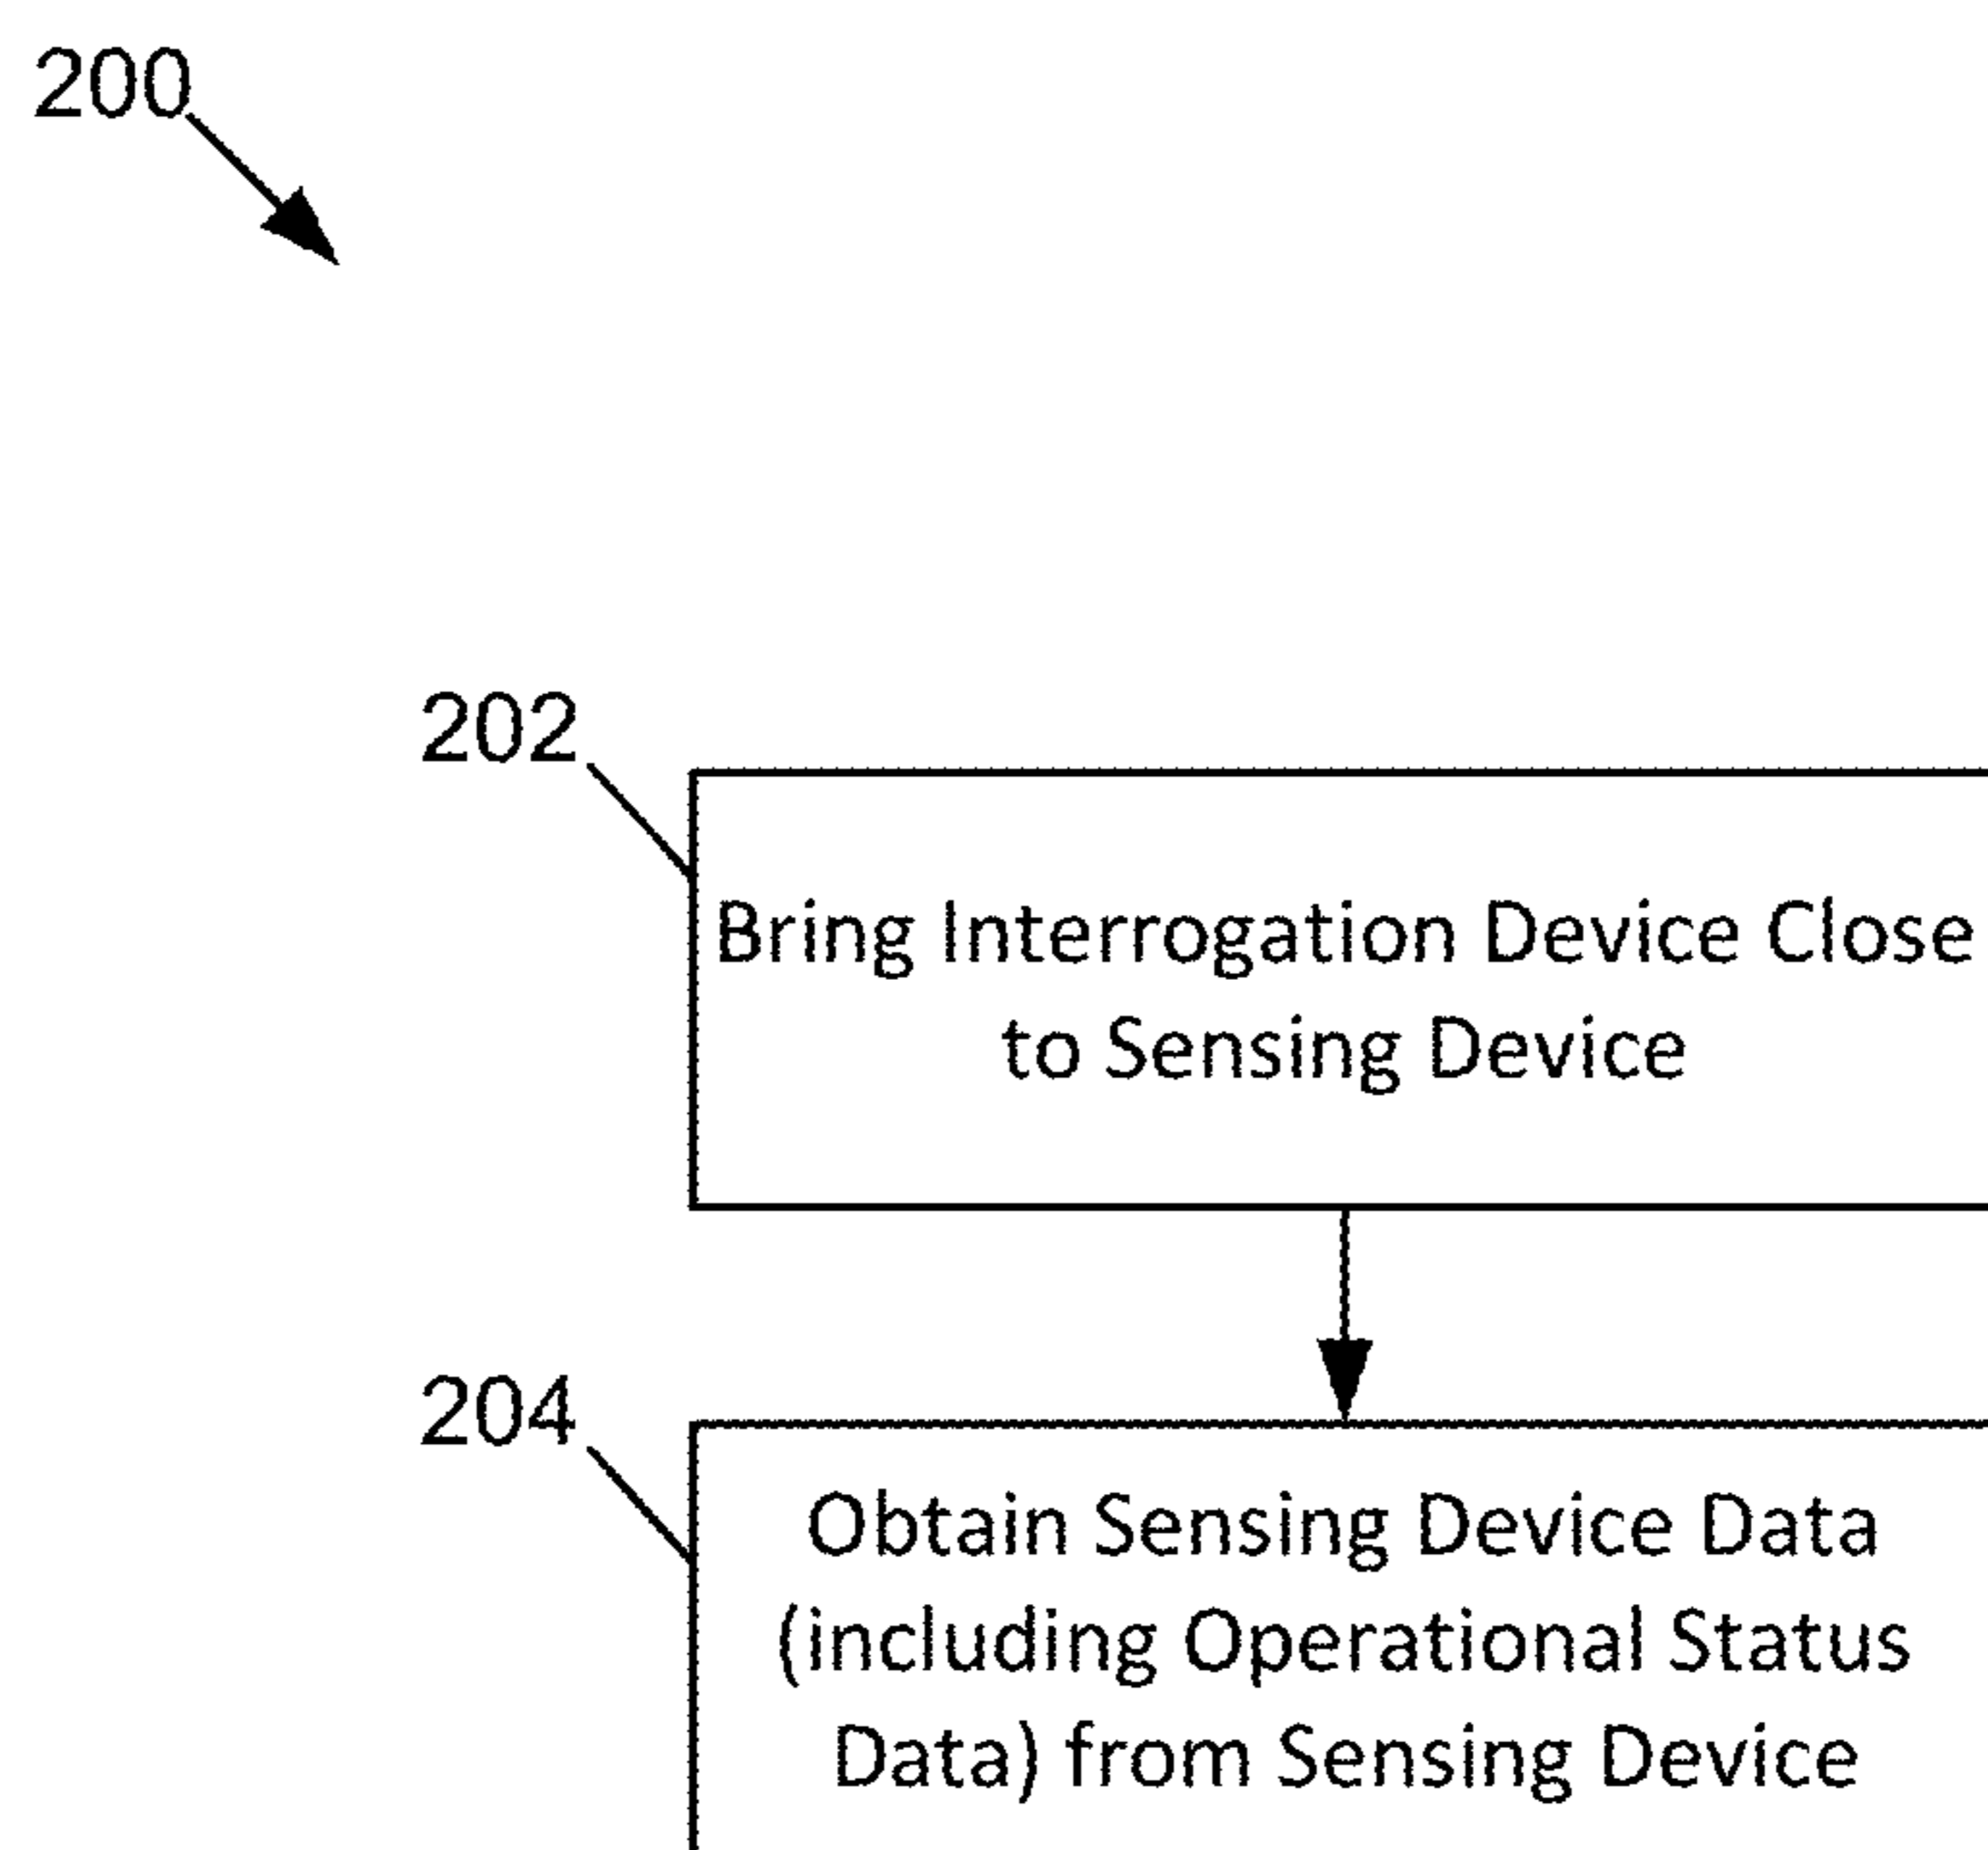 200
202
Bring Interrogation Device Close
to Sensing Device
204
Obtain Sensing Device Data
(including Operational Status
Data) from Sensing Device